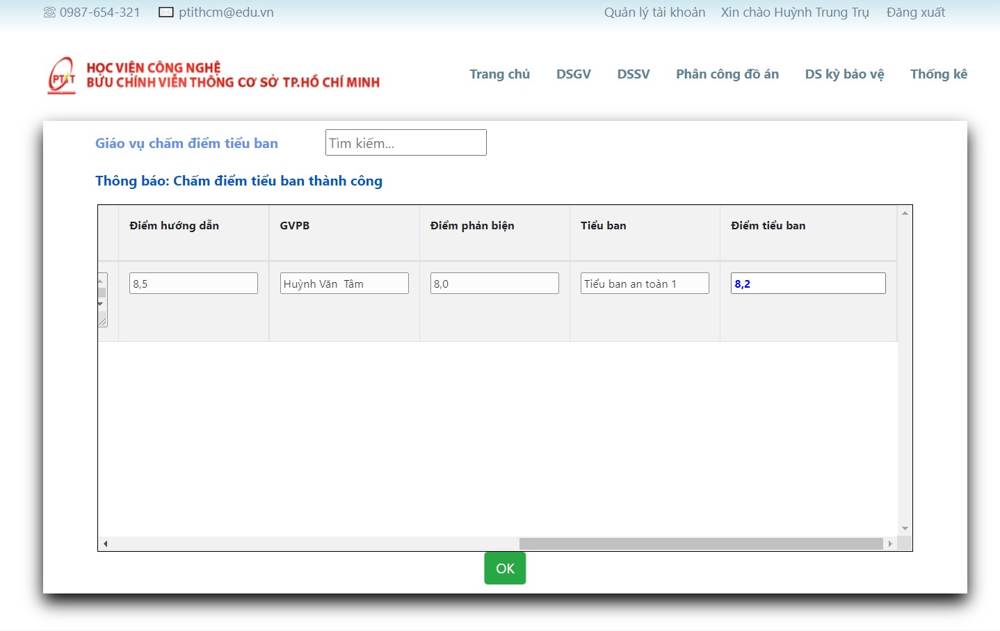 0987-654-321 ptithcm@edu.vn Quản lý tài khoản Xin chào Huỳnh Trung Trụ Đăng xuất
PTIT
HỌC VIỆN CÔNG NGHỆ
BƯU CHÍNH VIỄN THÔNG CƠ SỞ TP.HỒ CHÍ MINH
Trang chủ DSGV DSSV Phân công đồ án DS kỳ bảo vệ Thống kê
Giáo vụ chấm điểm tiểu ban Tìm kiếm...
Thông báo: Chấm điểm tiểu ban thành công
Điểm hướng dẫn GVPB Điểm phản biện Tiểu ban Điểm tiểu ban
8,5 Huỳnh Văn  Tâm 8,0 Tiểu ban an toàn 1 8,2
OK